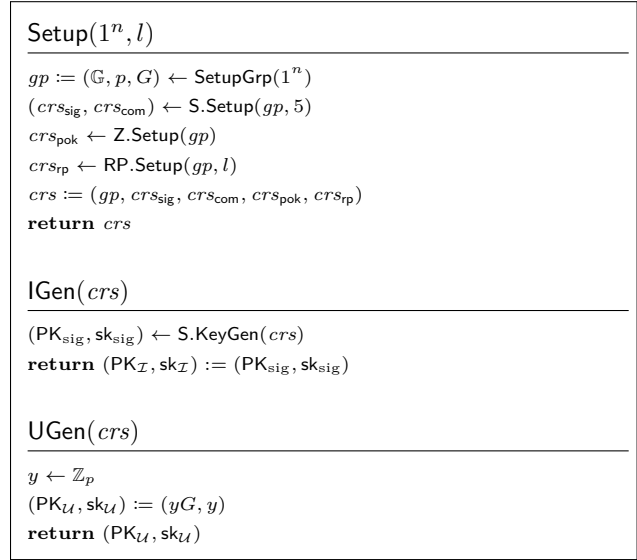 Setup(1ⁿ, l)
gp := (𝔾, p, G) ← SetupGrp(1ⁿ)
(crs_sig, crs_com) ← S.Setup(gp, 5)
crs_pok ← Z.Setup(gp)
crs_rp ← RP.Setup(gp, l)
crs := (gp, crs_sig, crs_com, crs_pok, crs_rp)
return crs
IGen(crs)
(PK_sig, sk_sig) ← S.KeyGen(crs)
return (PK_ℐ, sk_ℐ) := (PK_sig, sk_sig)
UGen(crs)
y ← ℤ_p
(PK_𝒰, sk_𝒰) := (yG, y)
return (PK_𝒰, sk_𝒰)